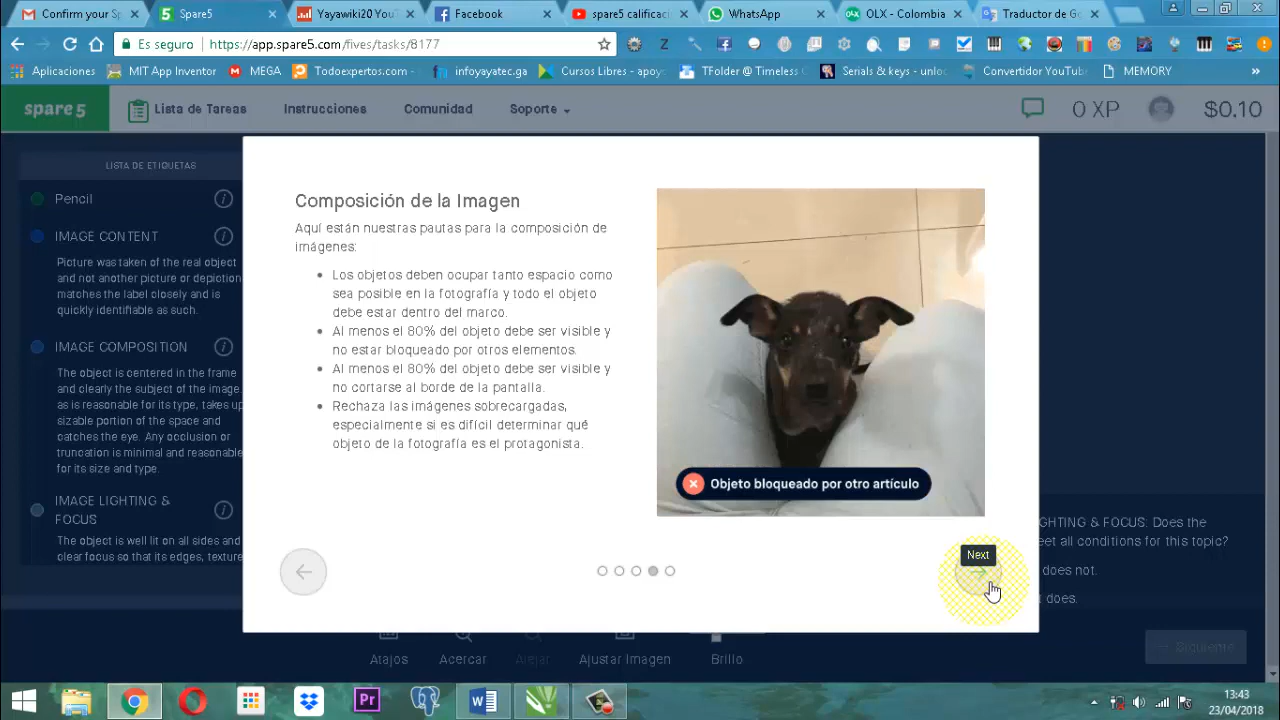 Confirm your S
Spare5
Yayawiki20 YouT
Facebook
spare5 calificaci
WhatsApp
OLX - Colombia
Traductor de Go
Es seguro
https://app.spare5.com/fives/tasks/8177
Aplicaciones
MIT App Inventor
MEGA
Todoexpertos.com -
infoyayatec.ga
Cursos Libres - apoy
TFolder @ Timeless
Serials & keys - unloc
Convertidor YouTub
MEMORY
»
spare5
Lista de Tareas
Instrucciones
Comunidad
Soporte
0 XP
$0.10
LISTA DE ETIQUETAS
Pencil
IMAGE CONTENT
Picture was taken of the real object
and not another picture or depiction
matches the label closely and is
quickly identifiable as such.
IMAGE COMPOSITION
The object is centered in the frame
and clearly the subject of the image
as is reasonable for its type, takes up
sizable portion of the space and
catches the eye. Any occlusion or
truncation is minimal and reasonable
for its size and type.
IMAGE LIGHTING &
FOCUS
The object is well lit on all sides and
clear focus so that its edges, texture
Composición de la Imagen
Aquí están nuestras pautas para la composición de
imágenes:
• Los objetos deben ocupar tanto espacio como
sea posible en la fotografía y todo el objeto
debe estar dentro del marco.
• Al menos el 80% del objeto debe ser visible y
no estar bloqueado por otros elementos.
• Al menos el 80% del objeto debe ser visible y
no cortarse al borde de la pantalla.
• Rechaza las imágenes sobrecargadas,
especialmente si es difícil determinar qué
objeto de la fotografía es el protagonista.
Objeto bloqueado por otro artículo
Next
GHTING & FOCUS: Does the
eet all conditions for this topic?
does not.
t does.
Atajos
Acercar
Alejar
Ajustar Imagen
Brillo
Siguiente
Pr
13:43
23/04/2018